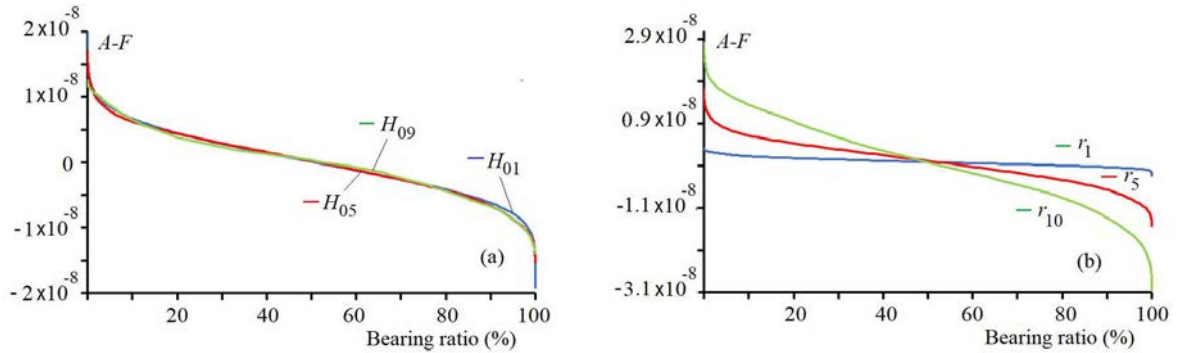 2 x10⁻⁸
A-F
1x10⁻⁸
0
-1x10⁻⁸
-2x10⁻⁸
H₀₉
H₀₁
H₀₅
(a)
20 40 60 80 100
Bearing ratio (%)
2.9x10⁻⁸
A-F
0.9x10⁻⁸
-1.1x10⁻⁸
-3.1x10⁻⁸
r₁
r₅
r₁₀
(b)
20 40 60 80 100
Bearing ratio (%)